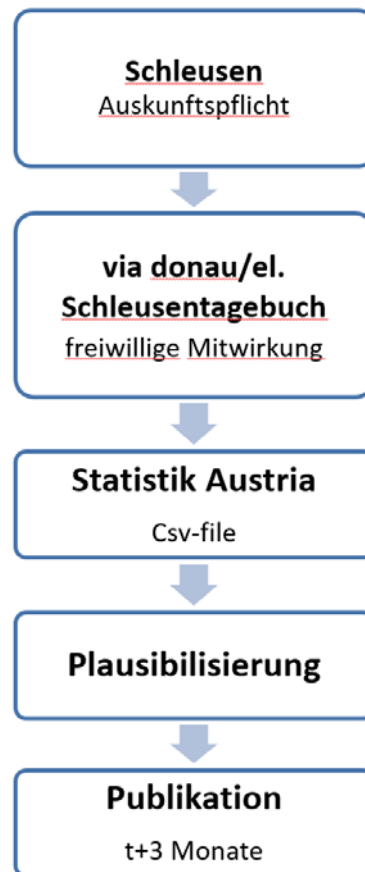 Schleusen
Auskunftspflicht
via donau/el.
Schleusentagebuch
freiwillige Mitwirkung
Statistik Austria
Csv-file
Plausibilisierung
Publikation
t+3 Monate